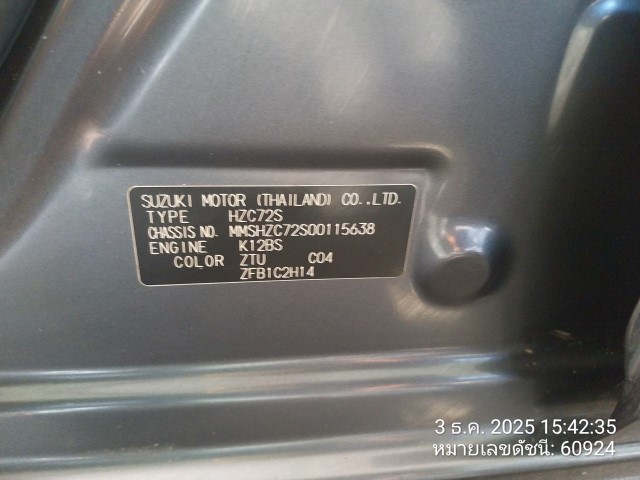 SUZUKI MOTOR (THAILAND) CO.,LTD.
TYPE HZC72S
CHASSIS NO. MMSHZC72S00115638
ENGINE K12BS
COLOR ZTU C04
ZFB1C2H14
3 ธ.ค. 2025 15:42:35
หมายเลขดัชนี: 60924